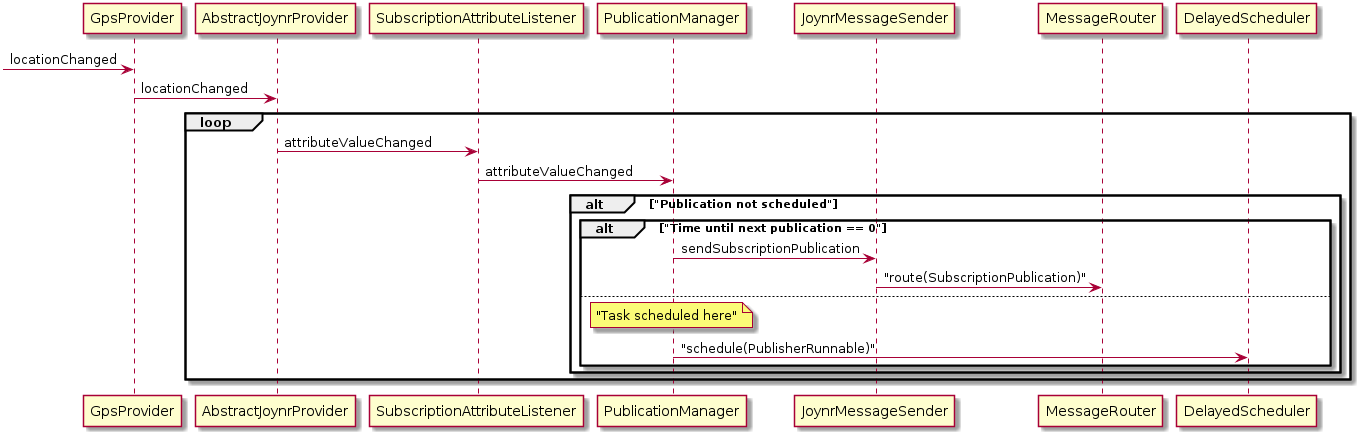 GpsProvider AbstractJoynrProvider SubscriptionAttributeListener PublicationManager JoynrMessageSender MessageRouter DelayedScheduler
locationChanged
locationChanged
loop
attributeValueChanged
attributeValueChanged
alt ["Publication not scheduled"]
alt ["Time until next publication == 0"]
sendSubscriptionPublication
"route(SubscriptionPublication)"
"Task scheduled here"
"schedule(PublisherRunnable)"
GpsProvider AbstractJoynrProvider SubscriptionAttributeListener PublicationManager JoynrMessageSender MessageRouter DelayedScheduler